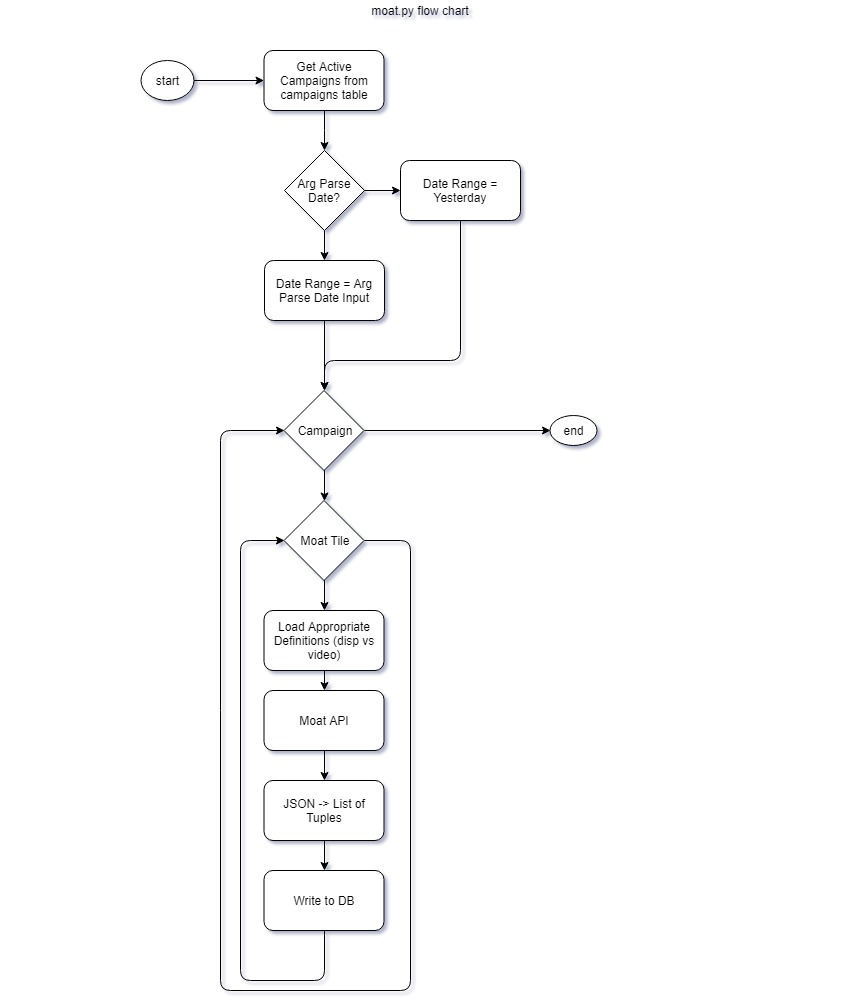 moat.py flow chart
start
Get Active
Campaigns from
campaigns table
Arg Parse
Date?
Date Range =
Yesterday
Date Range = Arg
Parse Date Input
Campaign
end
Moat Tile
Load Appropriate
Definitions (disp vs
video)
Moat API
JSON -> List of
Tuples
Write to DB